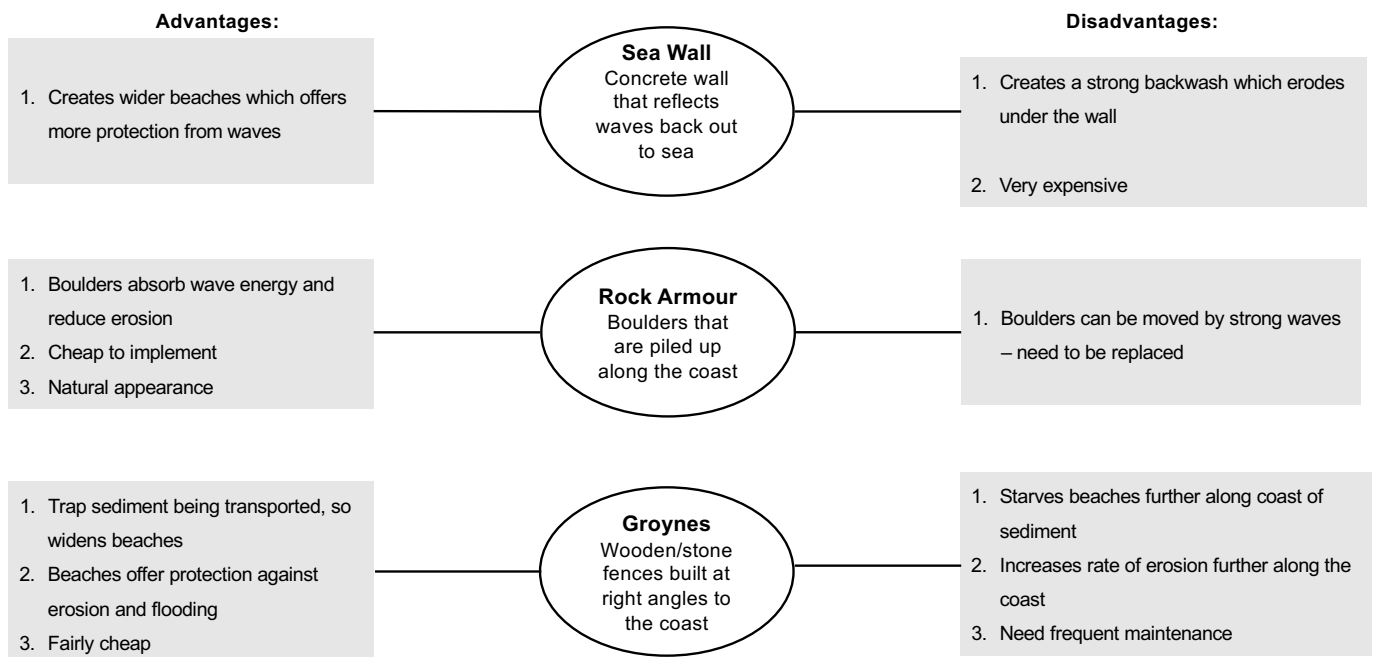 Advantages:
Disadvantages:
1. Creates wider beaches which offers
more protection from waves
Sea Wall
Concrete wall
that reflects
waves back out
to sea
1. Creates a strong backwash which erodes
under the wall
2. Very expensive
1. Boulders absorb wave energy and
reduce erosion
2. Cheap to implement
3. Natural appearance
Rock Armour
Boulders that
are piled up
along the coast
1. Boulders can be moved by strong waves
– need to be replaced
1. Trap sediment being transported, so
widens beaches
2. Beaches offer protection against
erosion and flooding
3. Fairly cheap
Groynes
Wooden/stone
fences built at
right angles to
the coast
1. Starves beaches further along coast of
sediment
2. Increases rate of erosion further along the
coast
3. Need frequent maintenance